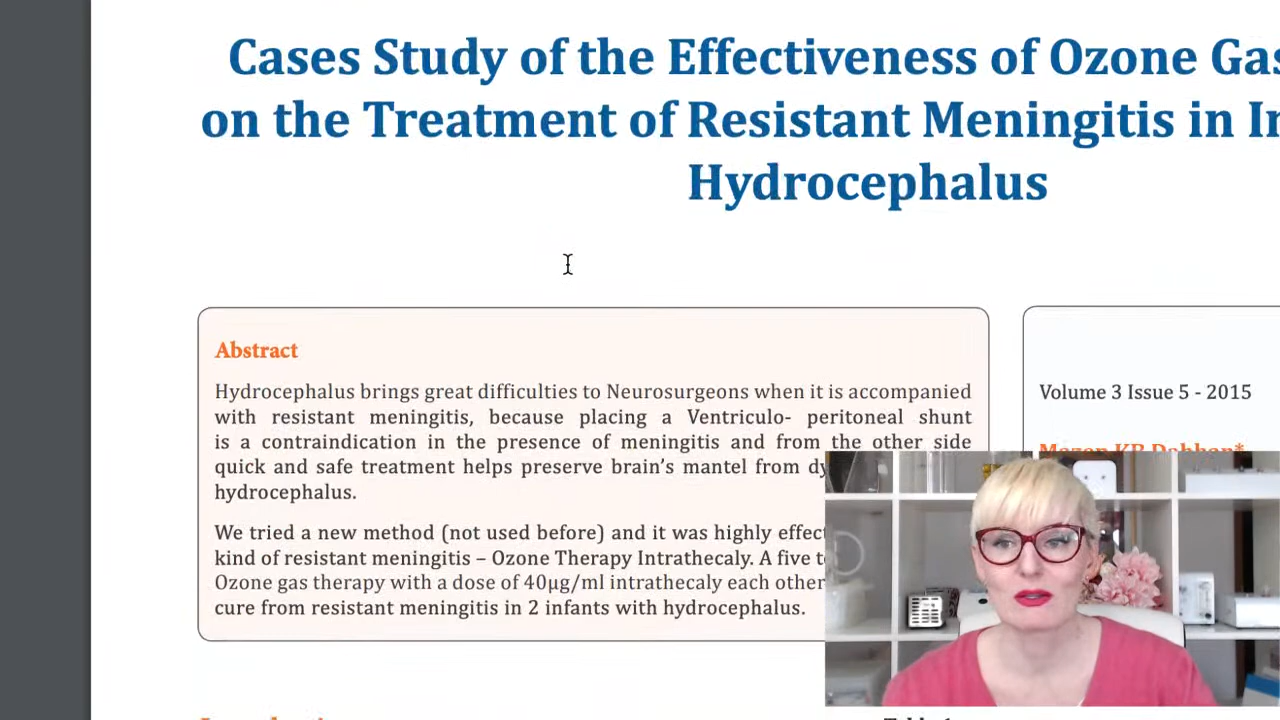 Cases Study of the Effectiveness of Ozone Gas
on the Treatment of Resistant Meningitis in
Hydrocephalus
Abstract
Hydrocephalus brings great difficulties to Neurosurgeons when it is accompanied
with resistant meningitis, because placing a Ventriculo- peritoneal shunt
is a contraindication in the presence of meningitis and from the other side
quick and safe treatment helps preserve brain's mantel from
hydrocephalus.
We tried a new method (not used before) and it was highly
kind of resistant meningitis – Ozone Therapy Intrathecaly. A five
Ozone gas therapy with a dose of 40µg/ml intrathecaly each other
cure from resistant meningitis in 2 infants with hydrocephalus.
Volume 3 Issue 5 - 2015